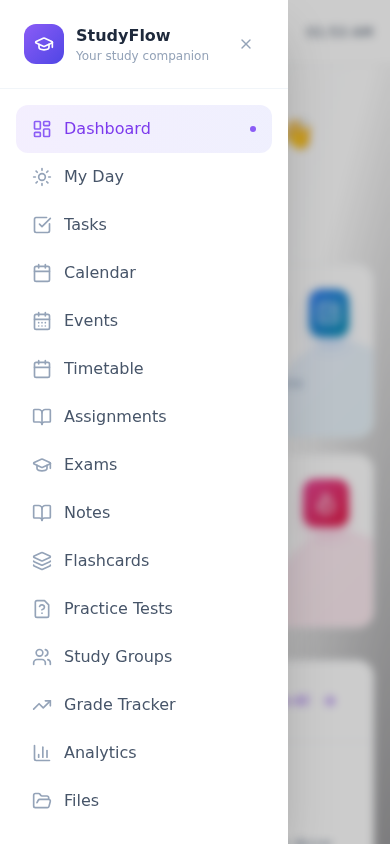 StudyFlow
Your study companion
Dashboard
My Day
Tasks
Calendar
Events
Timetable
Assignments
Exams
Notes
Flashcards
Practice Tests
Study Groups
Grade Tracker
Analytics
Files